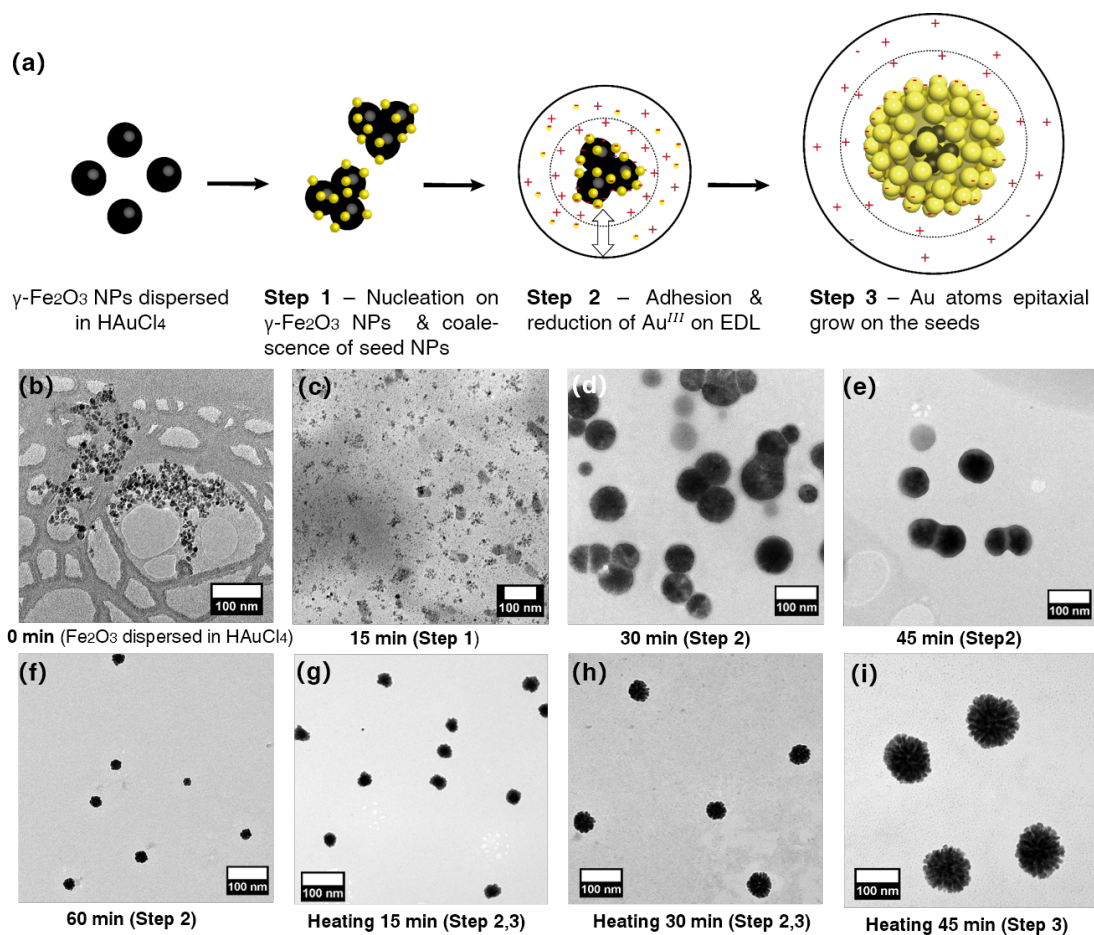 (a)
γ-Fe2O3 NPs dispersed
in HAuCl4
Step 1 – Nucleation on
γ-Fe2O3 NPs & coale-
scence of seed NPs
Step 2 – Adhesion &
reduction of AuIII on EDL
Step 3 – Au atoms epitaxial
grow on the seeds
(b)
100 nm
0 min (Fe2O3 dispersed in HAuCl4)
(c)
100 nm
15 min (Step 1)
(d)
100 nm
30 min (Step 2)
(e)
100 nm
45 min (Step2)
(f)
100 nm
60 min (Step 2)
(g)
100 nm
Heating 15 min (Step 2,3)
(h)
100 nm
Heating 30 min (Step 2,3)
(i)
100 nm
Heating 45 min (Step 3)